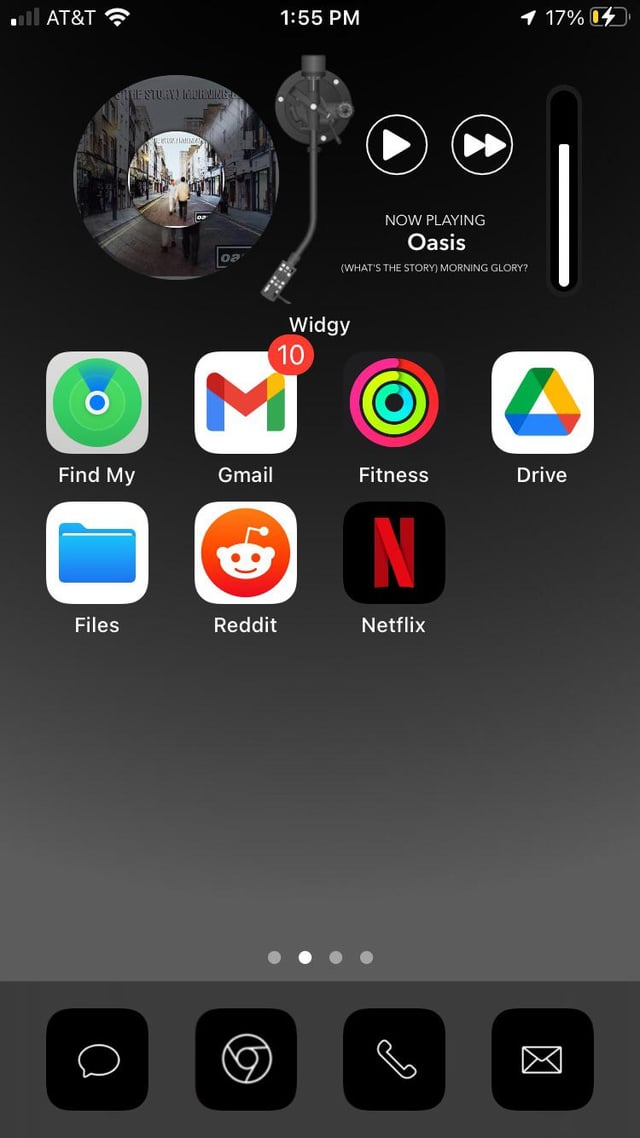 AT&T
1:55 PM
17%
NOW PLAYING
Oasis
(WHAT'S THE STORY) MORNING GLORY?
Widgy
10
Find My
Gmail
Fitness
Drive
Files
Reddit
Netflix